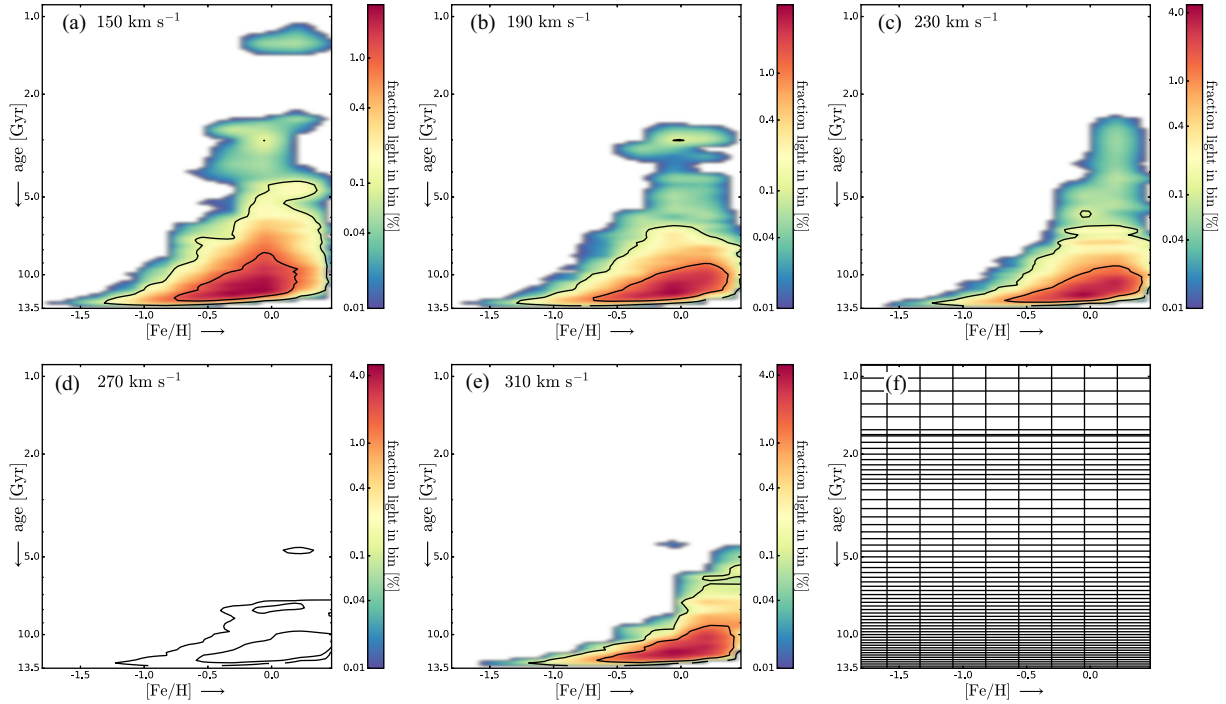 (a) 150 km s⁻¹
1.0
2.0
5.0
10.0
13.5
⟵ age [Gyr]
-1.5 -1.0 -0.5 0.0
[Fe/H] ⟶
1.0
0.4
0.1
0.04
0.01
fraction light in bin [%]
(b) 190 km s⁻¹
1.0
2.0
5.0
10.0
13.5
⟵ age [Gyr]
-1.5 -1.0 -0.5 0.0
[Fe/H] ⟶
1.0
0.4
0.1
0.04
0.01
fraction light in bin [%]
(c) 230 km s⁻¹
1.0
2.0
5.0
10.0
13.5
⟵ age [Gyr]
-1.5 -1.0 -0.5 0.0
[Fe/H] ⟶
4.0
1.0
0.4
0.1
0.04
0.01
fraction light in bin [%]
(d) 270 km s⁻¹
1.0
2.0
5.0
10.0
13.5
⟵ age [Gyr]
-1.5 -1.0 -0.5 0.0
[Fe/H] ⟶
4.0
1.0
0.4
0.1
0.04
0.01
fraction light in bin [%]
(e) 310 km s⁻¹
1.0
2.0
5.0
10.0
13.5
⟵ age [Gyr]
-1.5 -1.0 -0.5 0.0
[Fe/H] ⟶
4.0
1.0
0.4
0.1
0.04
0.01
fraction light in bin [%]
(f)
1.0
2.0
5.0
10.0
13.5
⟵ age [Gyr]
-1.5 -1.0 -0.5 0.0
[Fe/H] ⟶